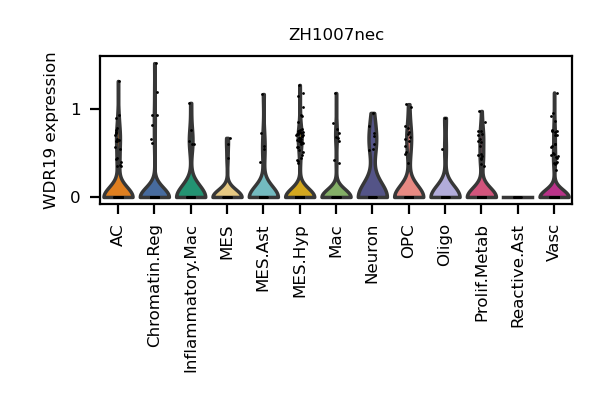 ZH1007nec
WDR19 expression
1
0
AC
Chromatin.Reg
Inflammatory.Mac
MES
MES.Ast
MES.Hyp
Mac
Neuron
OPC
Oligo
Prolif.Metab
Reactive.Ast
Vasc